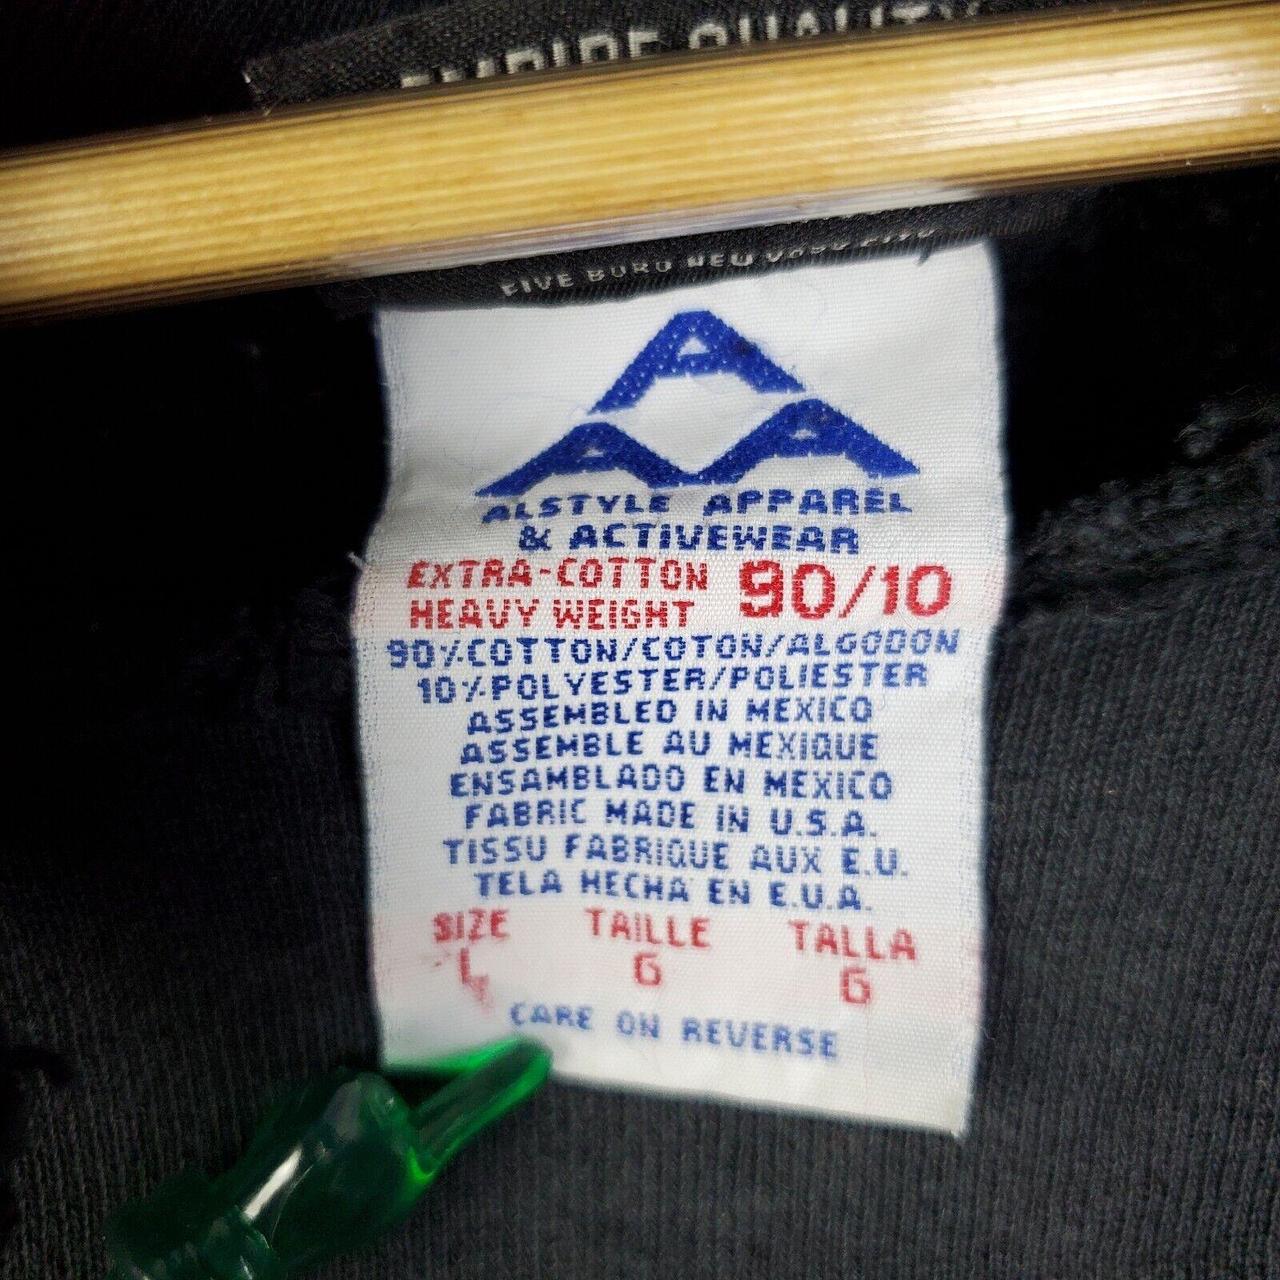 EMPIRE QUALITY
FIVE BORO NEW YORK CITY
ALSTYLE APPAREL
& ACTIVEWEAR
EXTRA-COTTON
HEAVY WEIGHT 90/10
90%COTTON/COTON/ALGODON
10%POLYESTER/POLIESTER
ASSEMBLED IN MEXICO
ASSEMBLE AU MEXIQUE
ENSAMBLADO EN MEXICO
FABRIC MADE IN U.S.A.
TISSU FABRIQUE AUX E.U.
TELA HECHA EN E.U.A.
SIZE TAILLE TALLA
L G G
CARE ON REVERSE